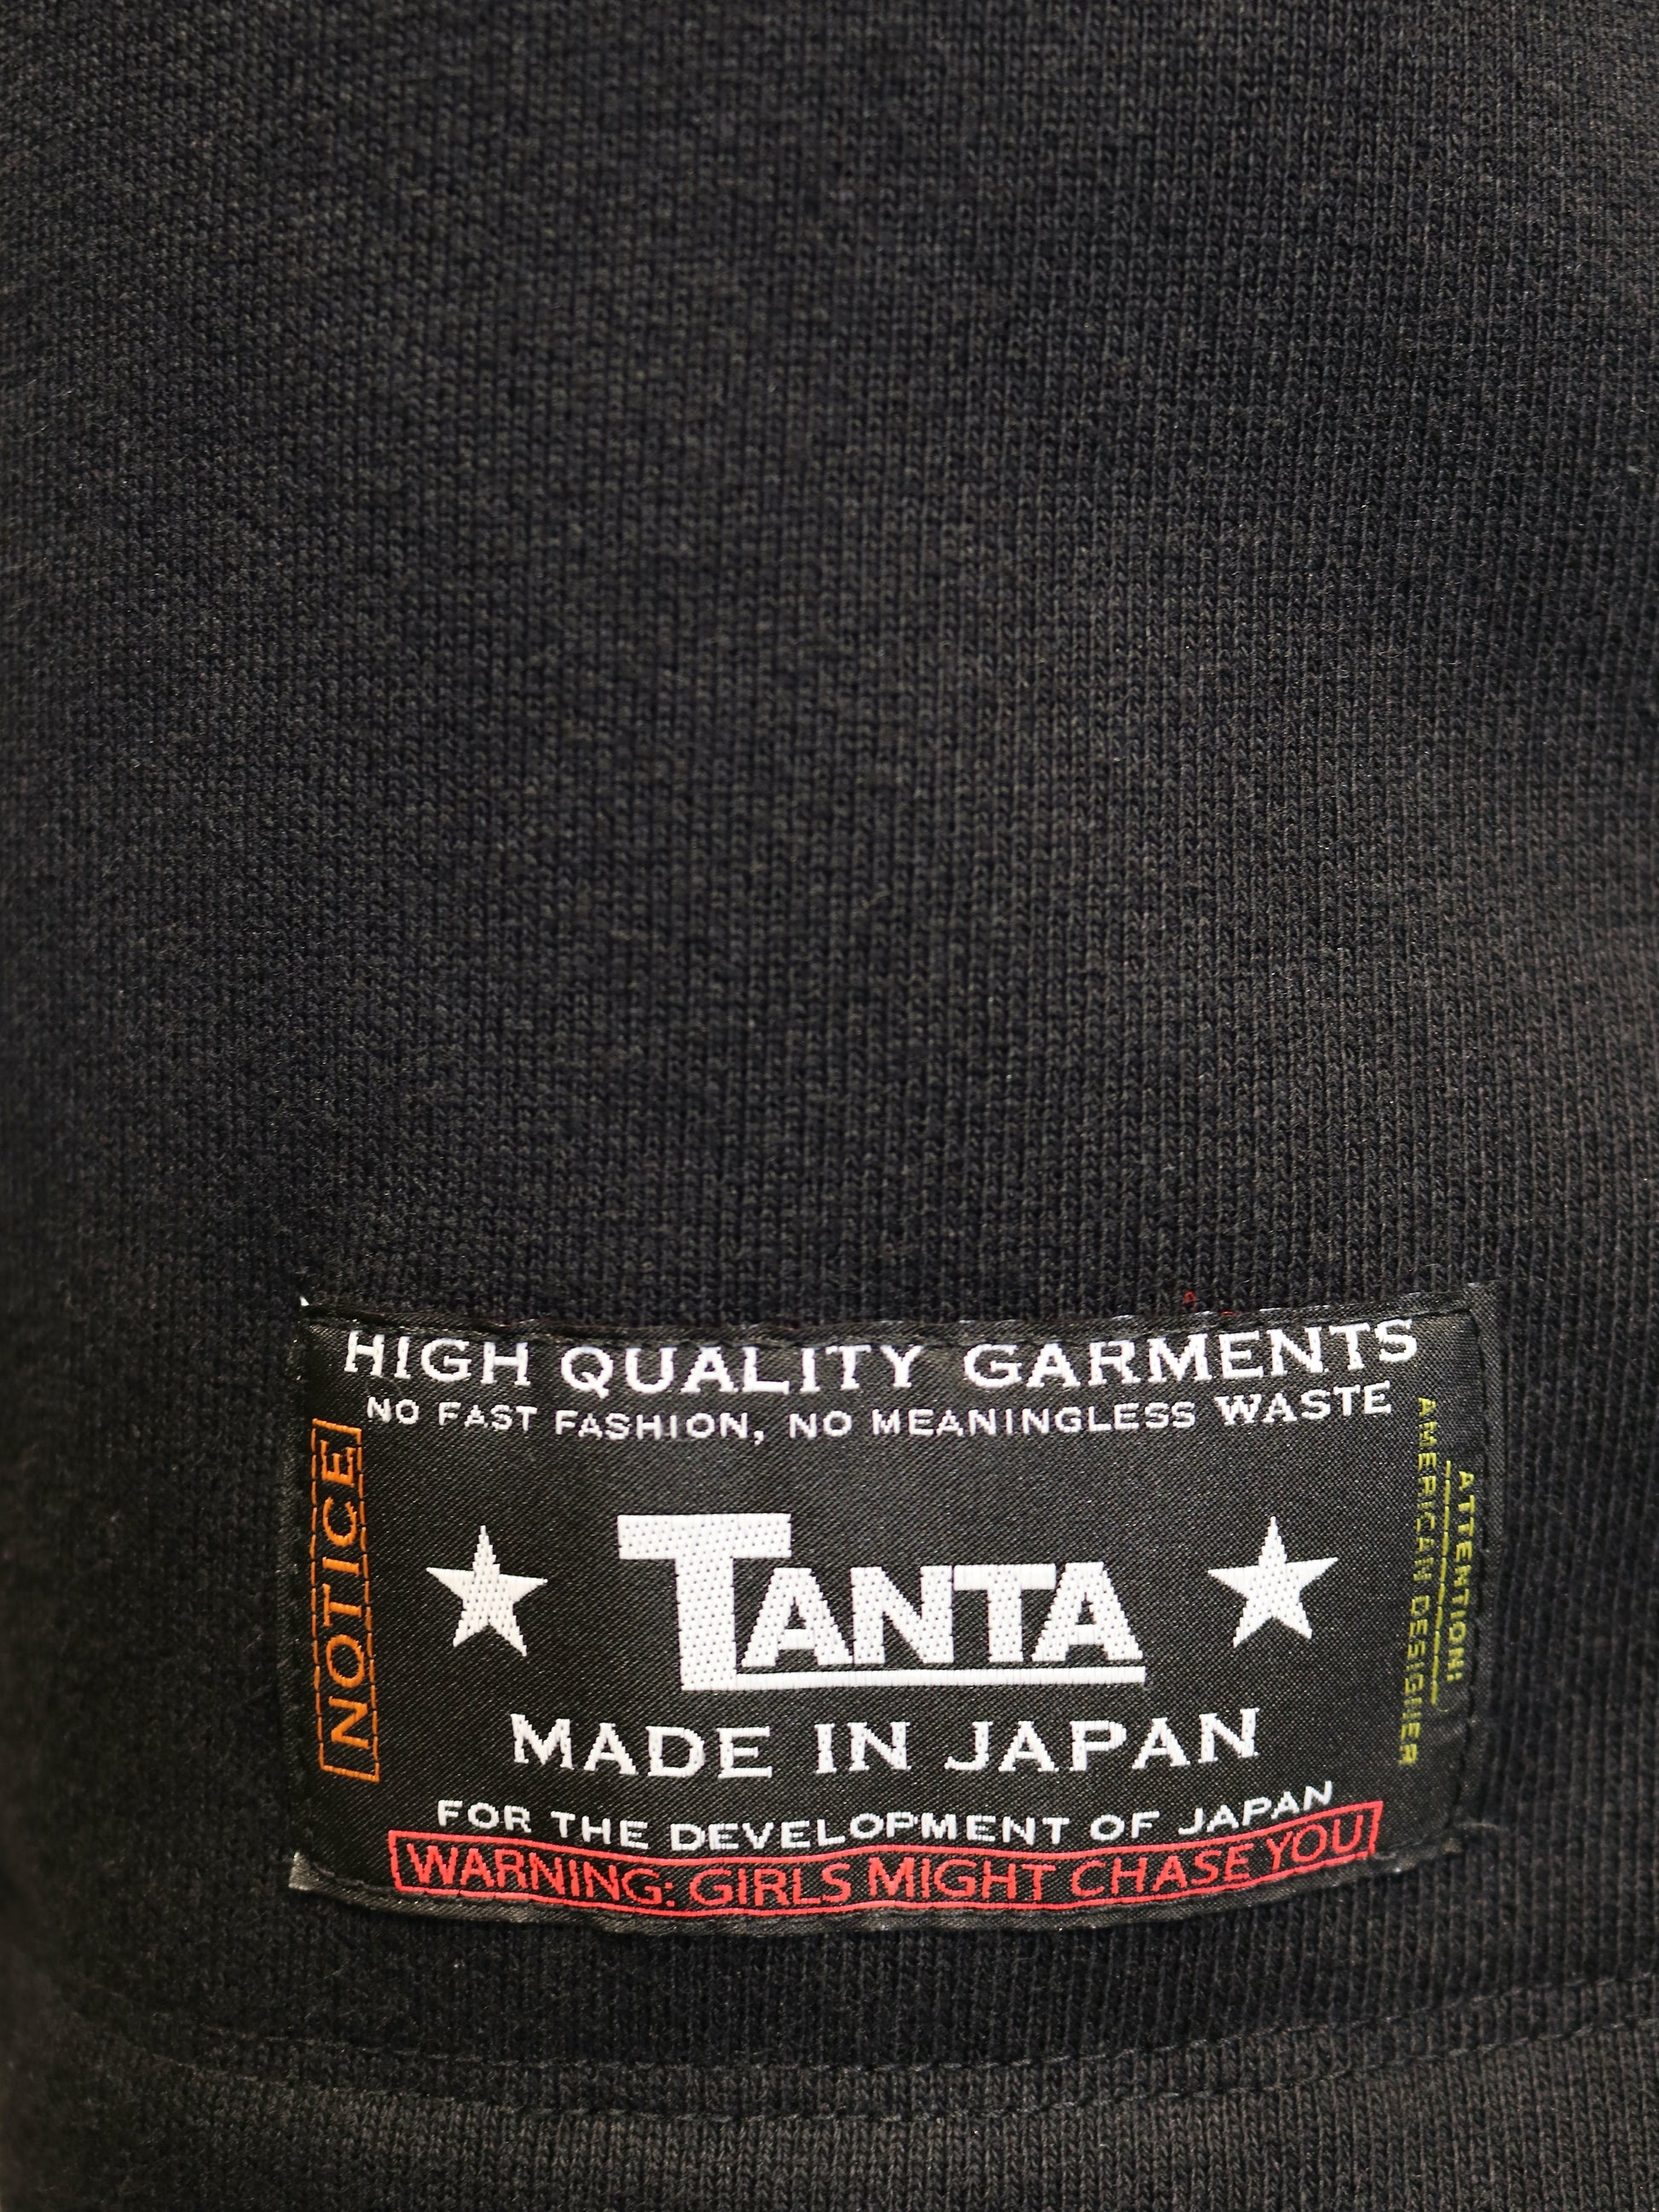 HIGH QUALITY GARMENTS
NO FAST FASHION, NO MEANINGLESS WASTE
NOTICE
TANTA
MADE IN JAPAN
FOR THE DEVELOPMENT OF JAPAN
WARNING: GIRLS MIGHT CHASE YOU
ATTENTION!
AMERICAN DESIGNER